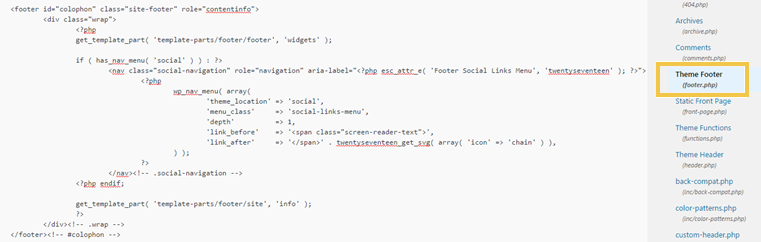 <footer id="colophon" class="site-footer" role="contentinfo">
<div class="wrap">
<?php
get_template_part( 'template-parts/footer/footer', 'widgets' );
if ( has_nav_menu( 'social' ) ) : ?>
<nav class="social-navigation" role="navigation" aria-label="<?php esc_attr_e( 'Footer Social Links Menu', 'twentyseventeen' ); ?>">
<?php
wp_nav_menu( array(
'theme_location' => 'social',
'menu_class'     => 'social-links-menu',
'depth'          => 1,
'link_before'    => '<span class="screen-reader-text">',
'link_after'     => '</span>' . twentyseventeen_get_svg( array( 'icon' => 'chain' ) ),
) );
?>
</nav><!-- .social-navigation -->
<?php endif;
get_template_part( 'template-parts/footer/site', 'info' );
?>
</div><!-- .wrap -->
</footer><!-- #colophon -->
(404.php)
Archives
(archive.php)
Comments
(comments.php)
Theme Footer
(footer.php)
Static Front Page
(front-page.php)
Theme Functions
(functions.php)
Theme Header
(header.php)
back-compat.php
(inc/back-compat.php)
color-patterns.php
(inc/color-patterns.php)
custom-header.php